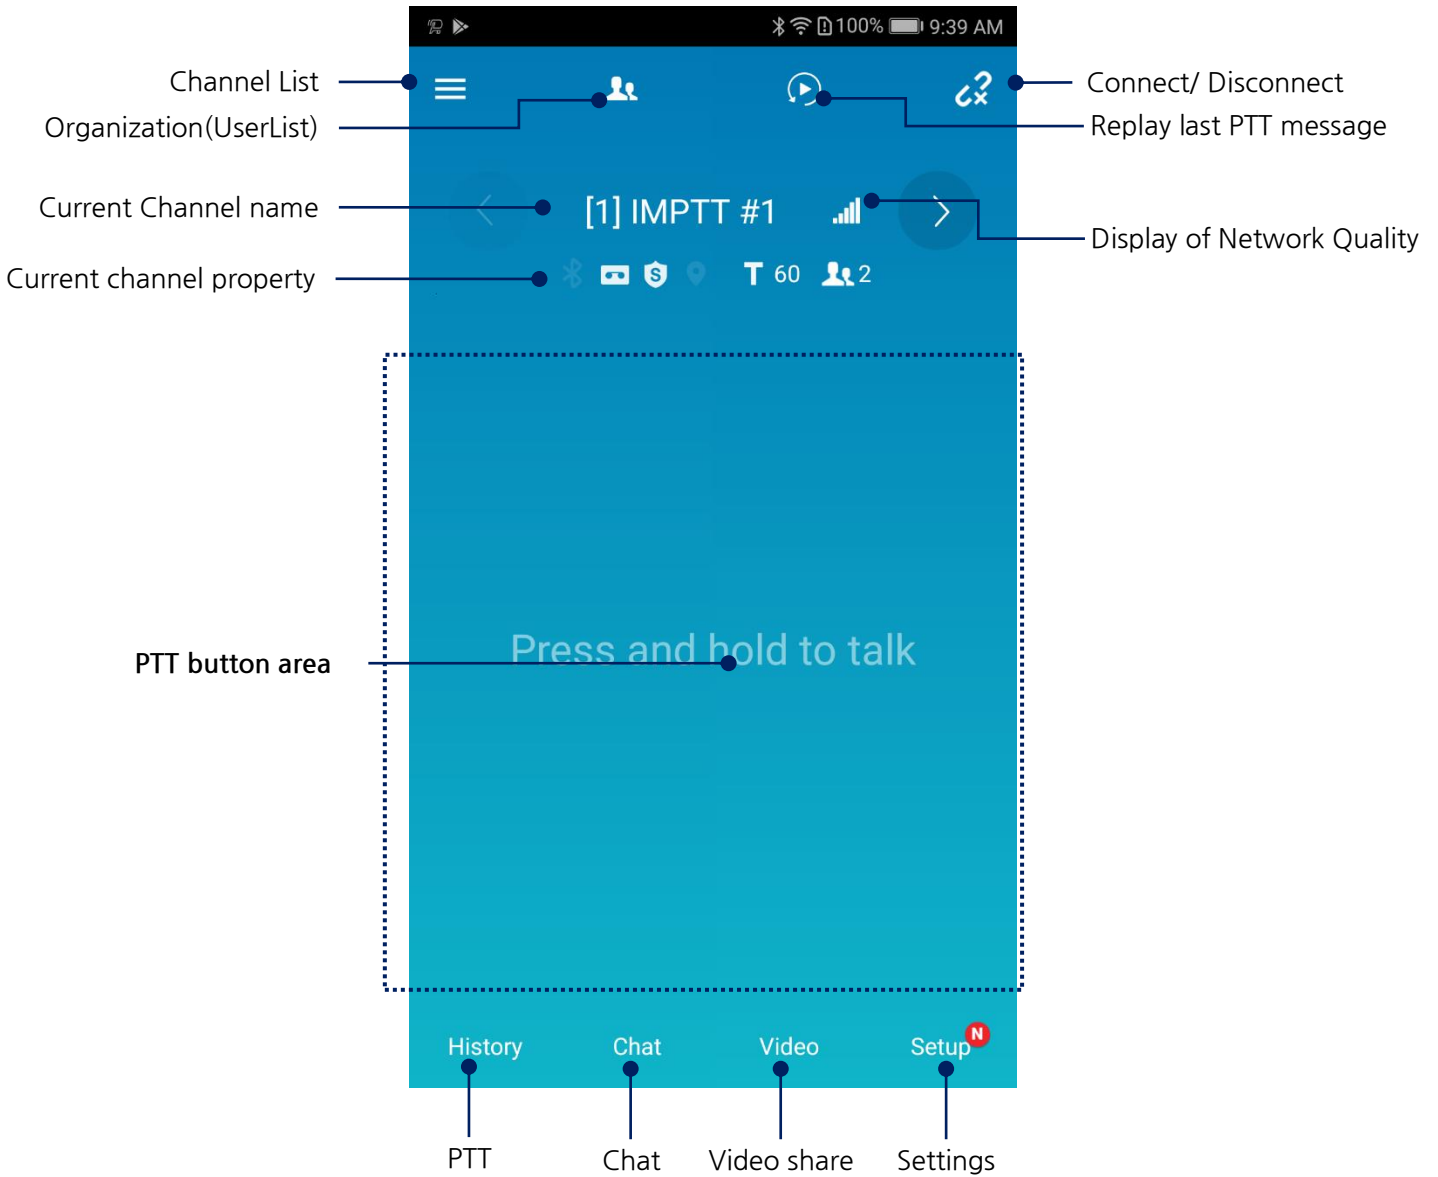 100% 9:39 AM
Channel List
Connect/ Disconnect
Organization(UserList)
Replay last PTT message
Current Channel name
[1] IMPTT #1
Display of Network Quality
Current channel property
S T 60 2
Press and hold to talk
PTT button area
History Chat Video Setup N
PTT Chat Video share Settings